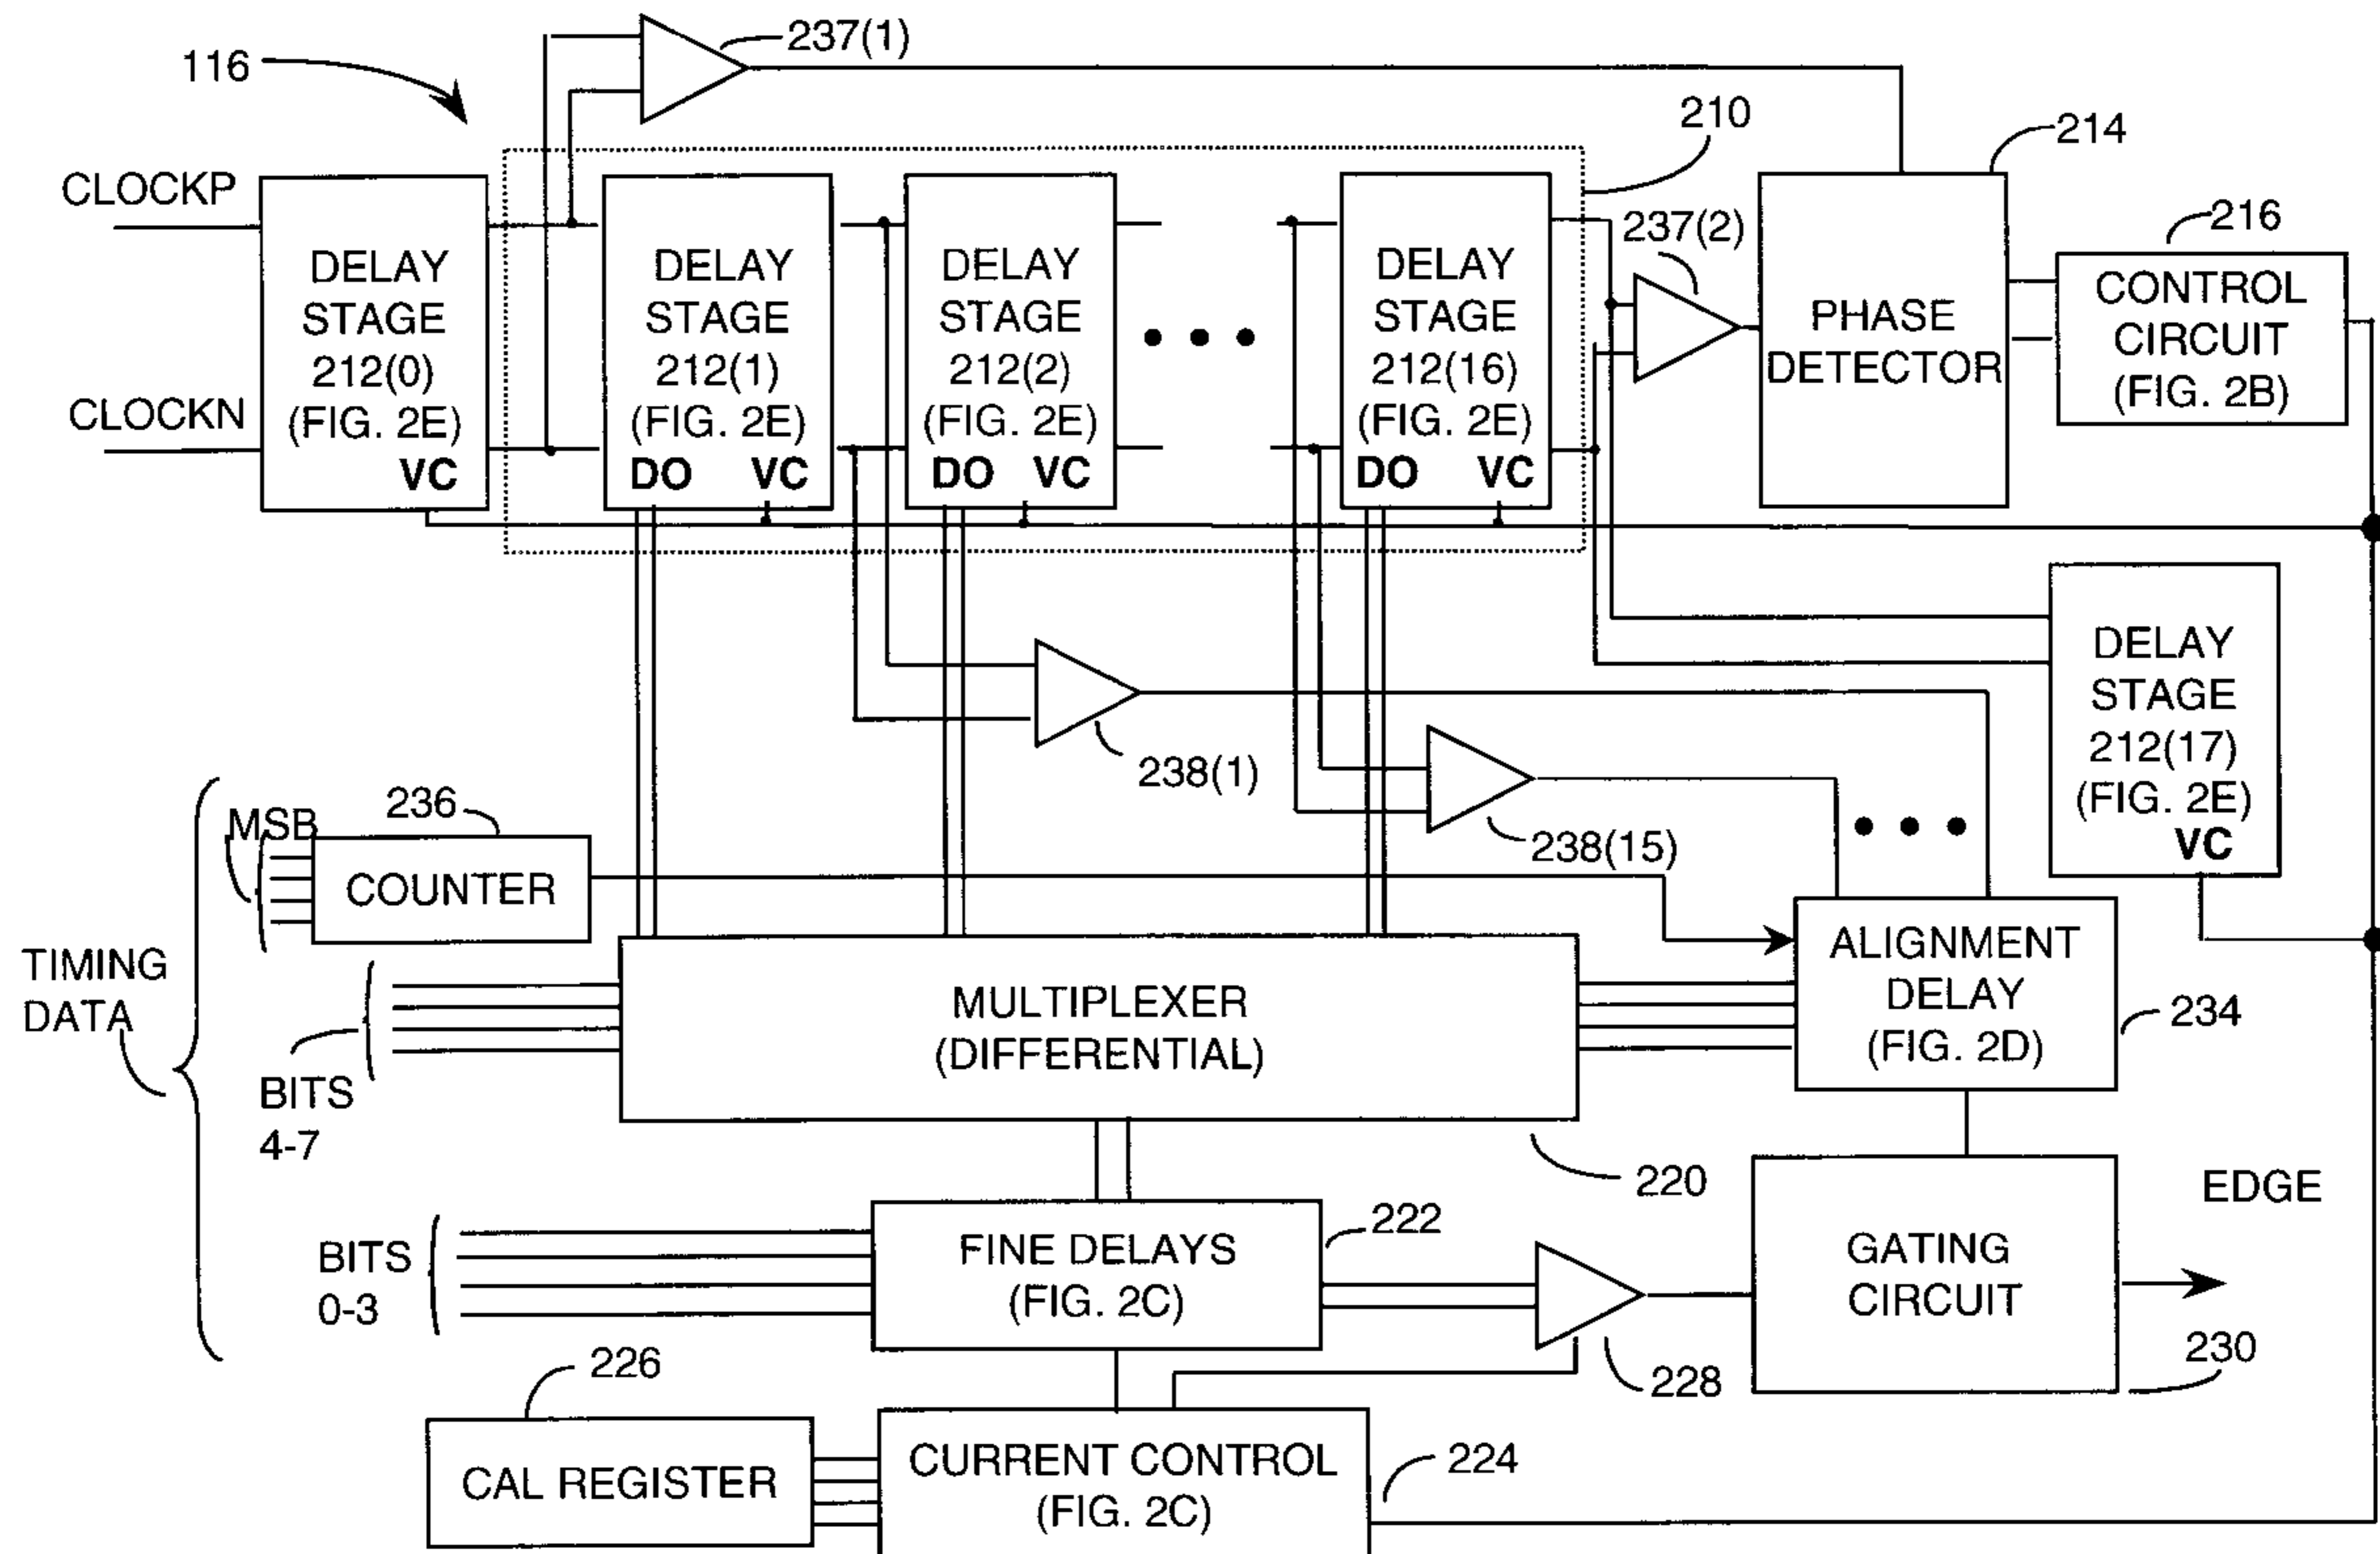 237(1)
116
210
214
CLOCKP
CLOCKN
DELAY
STAGE
212(0)
(FIG. 2E)
VC
DELAY
STAGE
212(1)
(FIG. 2E)
DO VC
DELAY
STAGE
212(2)
(FIG. 2E)
DO VC
DELAY
STAGE
212(16)
(FIG. 2E)
DO VC
237(2)
PHASE
DETECTOR
216
CONTROL
CIRCUIT
(FIG. 2B)
DELAY
STAGE
212(17)
(FIG. 2E)
VC
238(1)
238(15)
TIMING
DATA
MSB
236
COUNTER
BITS
4-7
MULTIPLEXER
(DIFFERENTIAL)
220
ALIGNMENT
DELAY
(FIG. 2D)
234
BITS
0-3
FINE DELAYS
(FIG. 2C)
222
228
GATING
CIRCUIT
EDGE
230
226
CAL REGISTER
CURRENT CONTROL
(FIG. 2C)
224